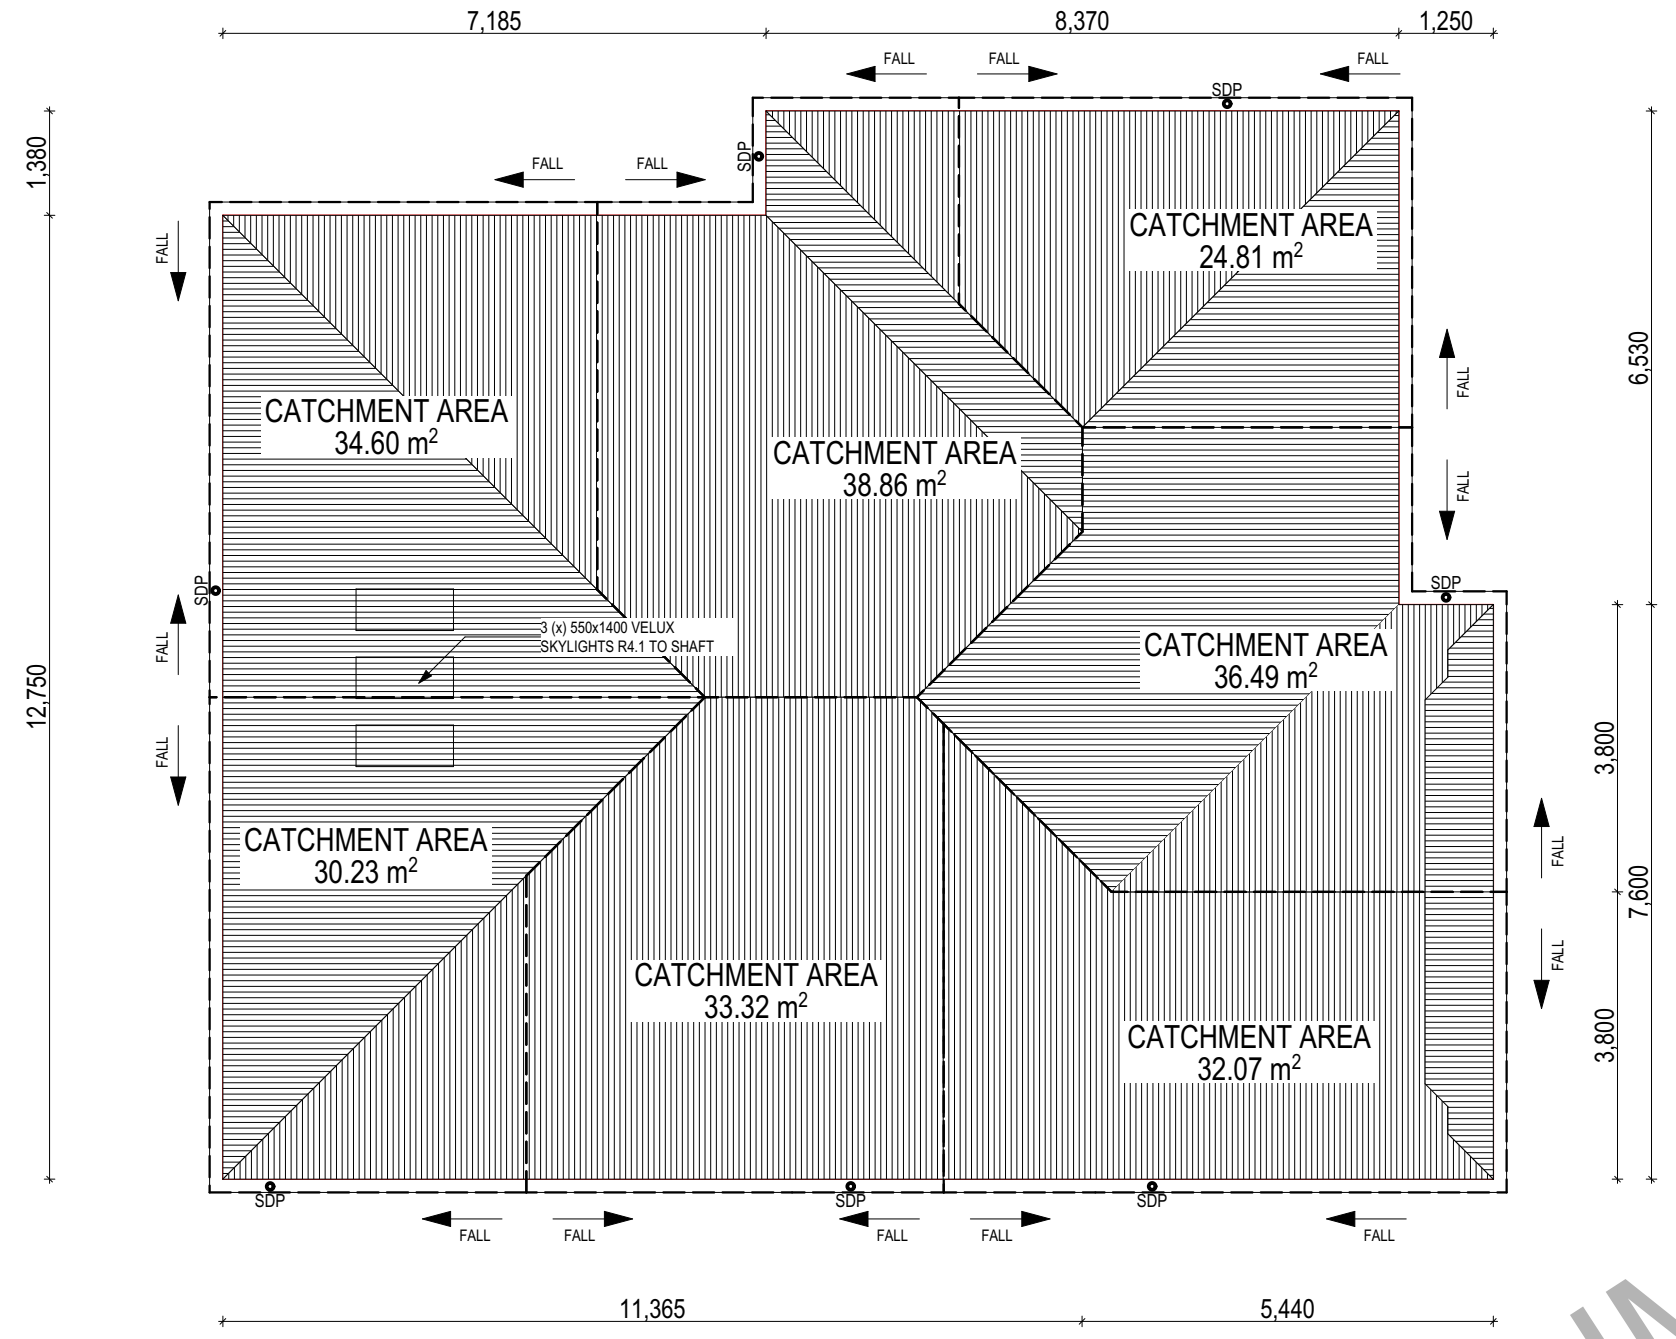 7,185
8,370
1,250
FALL
FALL
FALL
SDP
1,380
SDP
FALL
FALL
FALL
CATCHMENT AREA
24.81 m²
6,530
FALL
CATCHMENT AREA
34.60 m²
CATCHMENT AREA
38.86 m²
FALL
SDP
SDP
3 (x) 550x1400 VELUX
SKYLIGHTS R4.1 TO SHAFT
FALL
CATCHMENT AREA
36.49 m²
12,750
FALL
3,800
CATCHMENT AREA
30.23 m²
FALL
7,600
CATCHMENT AREA
33.32 m²
FALL
3,800
CATCHMENT AREA
32.07 m²
SDP
SDP
SDP
FALL
FALL
FALL
FALL
FALL
11,365
5,440